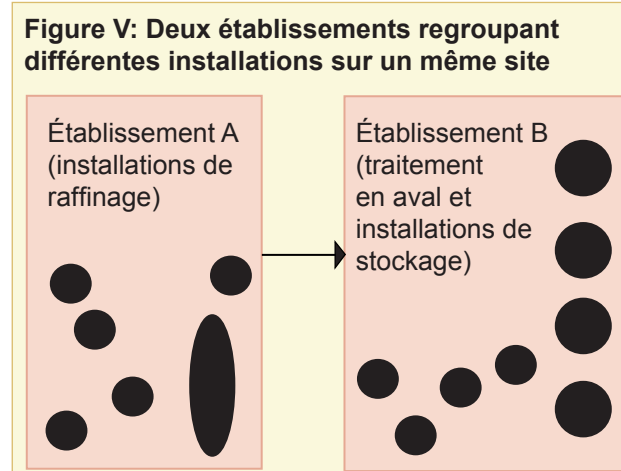 Figure V: Deux établissements regroupant
différentes installations sur un même site
Établissement A
(installations de
raffinage)
Établissement B
(traitement
en aval et
installations de
stockage)